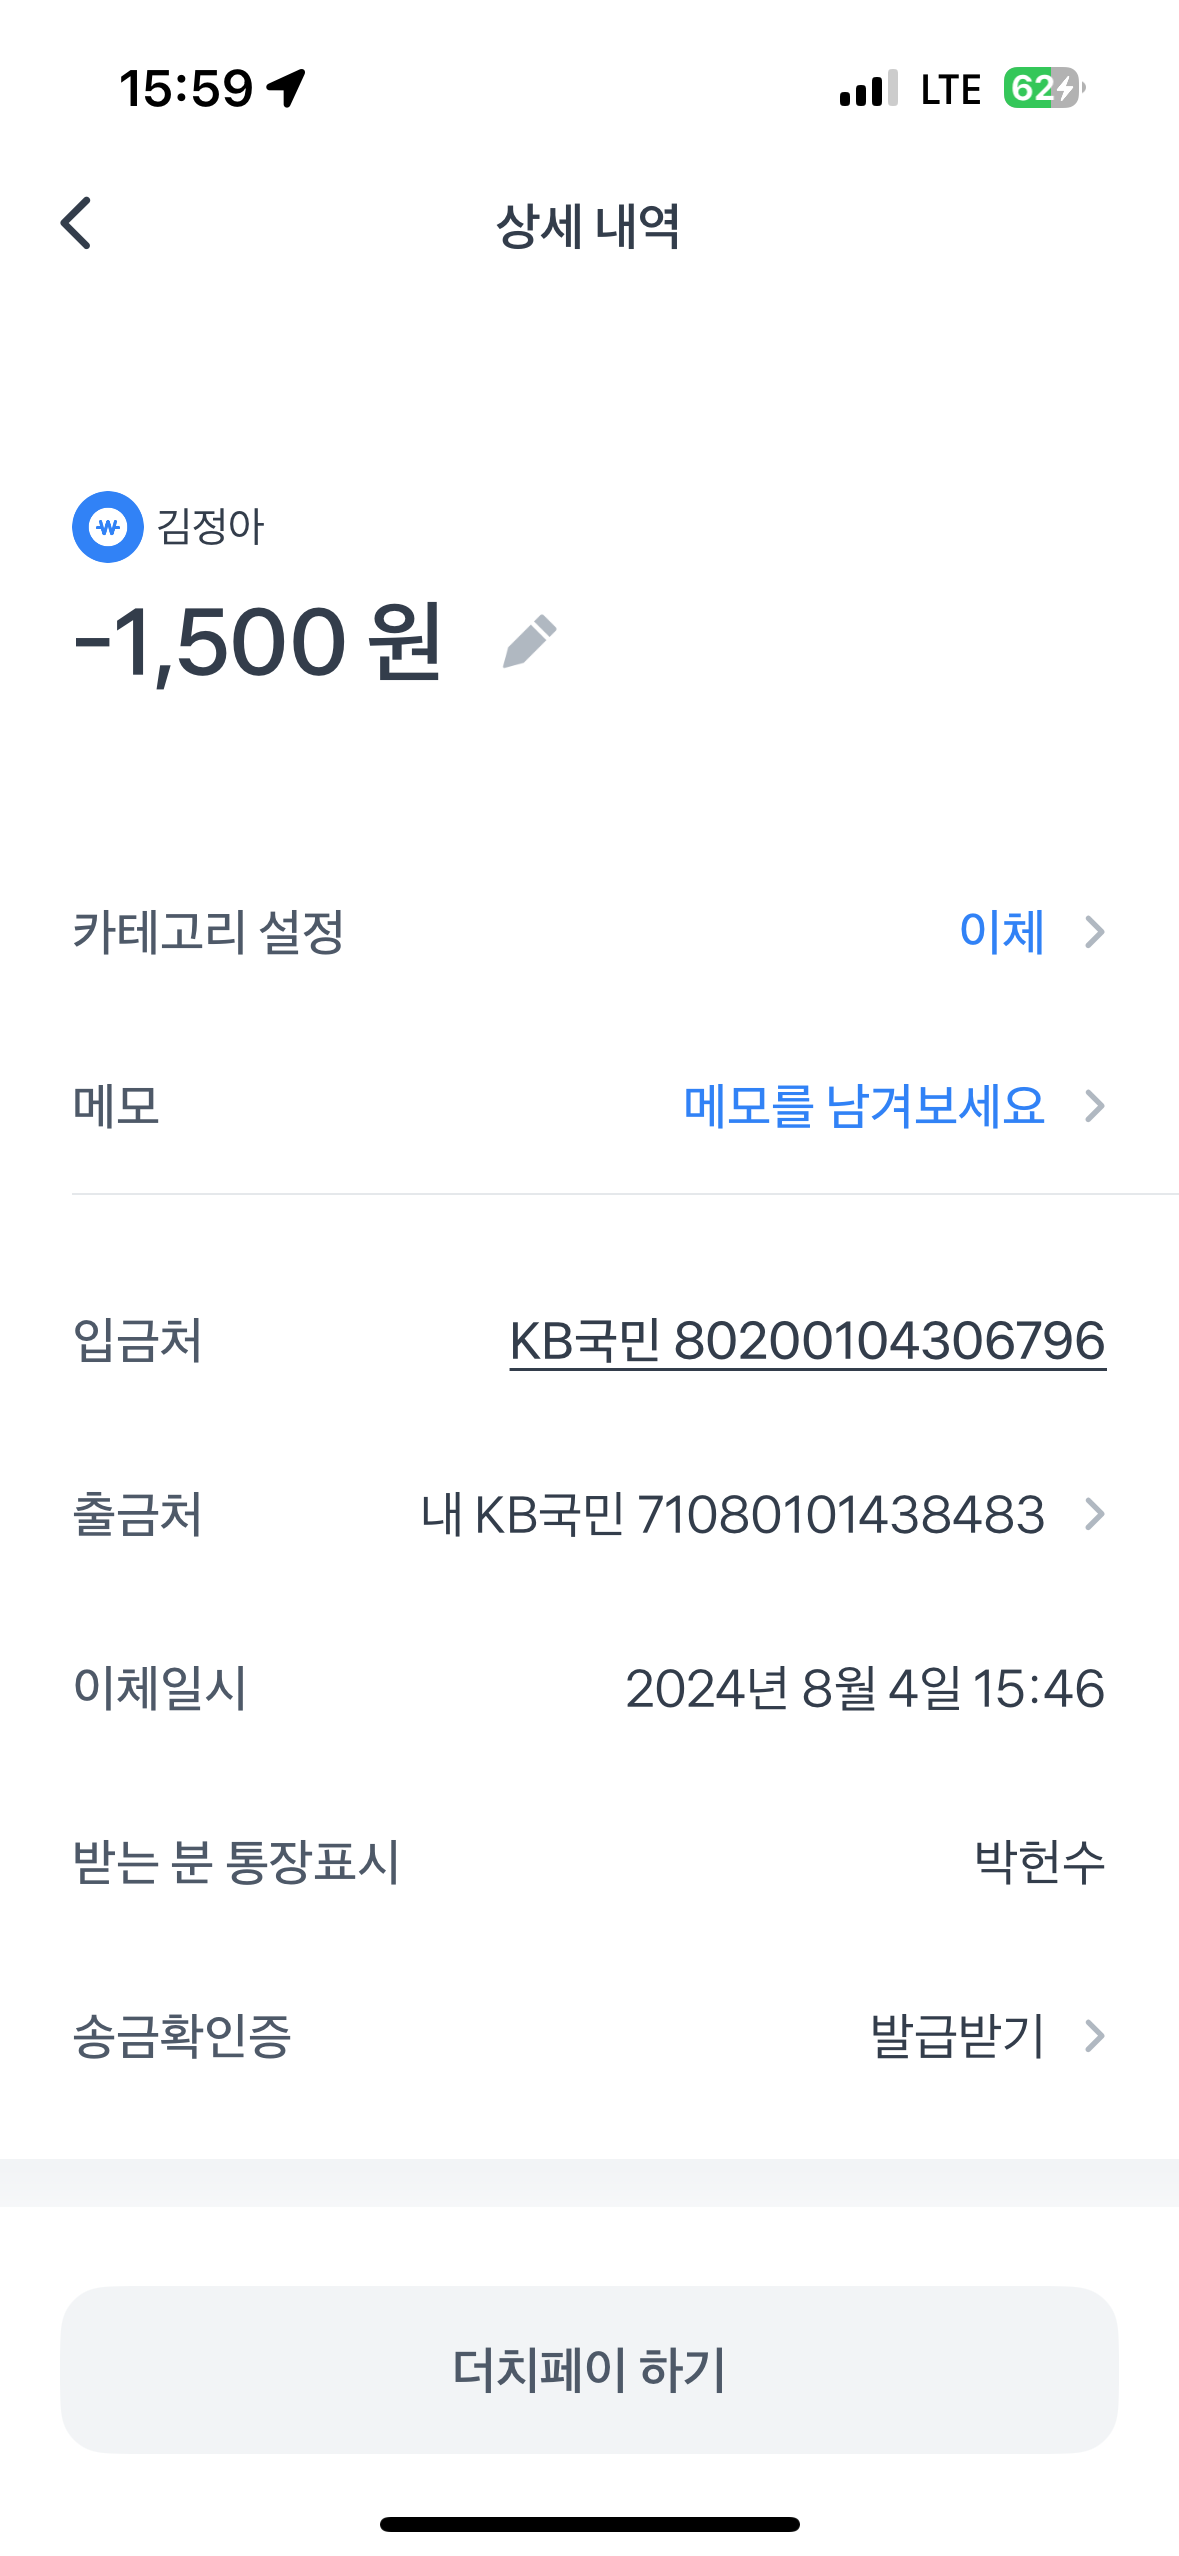 15:59
LTE
62
상세 내역
김정아
-1,500 원
카테고리 설정
이체
메모
메모를 남겨보세요
입금처
KB국민 80200104306796
출금처
내 KB국민 71080101438483
이체일시
2024년 8월 4일 15:46
받는 분 통장표시
박헌수
송금확인증
발급받기
더치페이 하기